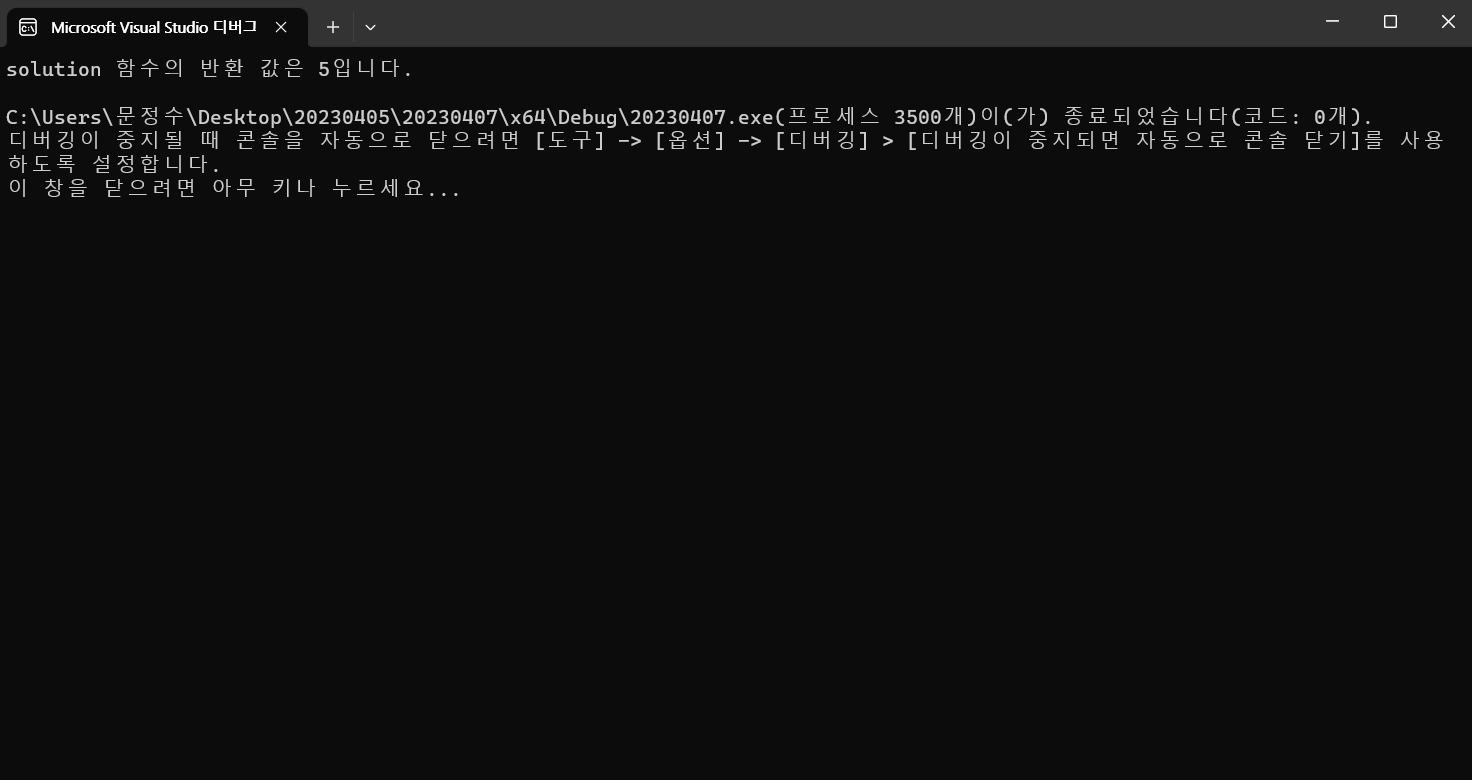 Microsoft Visual Studio 디버그
solution 함수의 반환 값은 5입니다.
C:\Users\문정수\Desktop\20230405\20230407\x64\Debug\20230407.exe(프로세스 3500개)이(가) 종료되었습니다(코드: 0개).
디버깅이 중지될 때 콘솔을 자동으로 닫으려면 [도구] -> [옵션] -> [디버깅] > [디버깅이 중지되면 자동으로 콘솔 닫기]를 사용
하도록 설정합니다.
이 창을 닫으려면 아무 키나 누르세요...